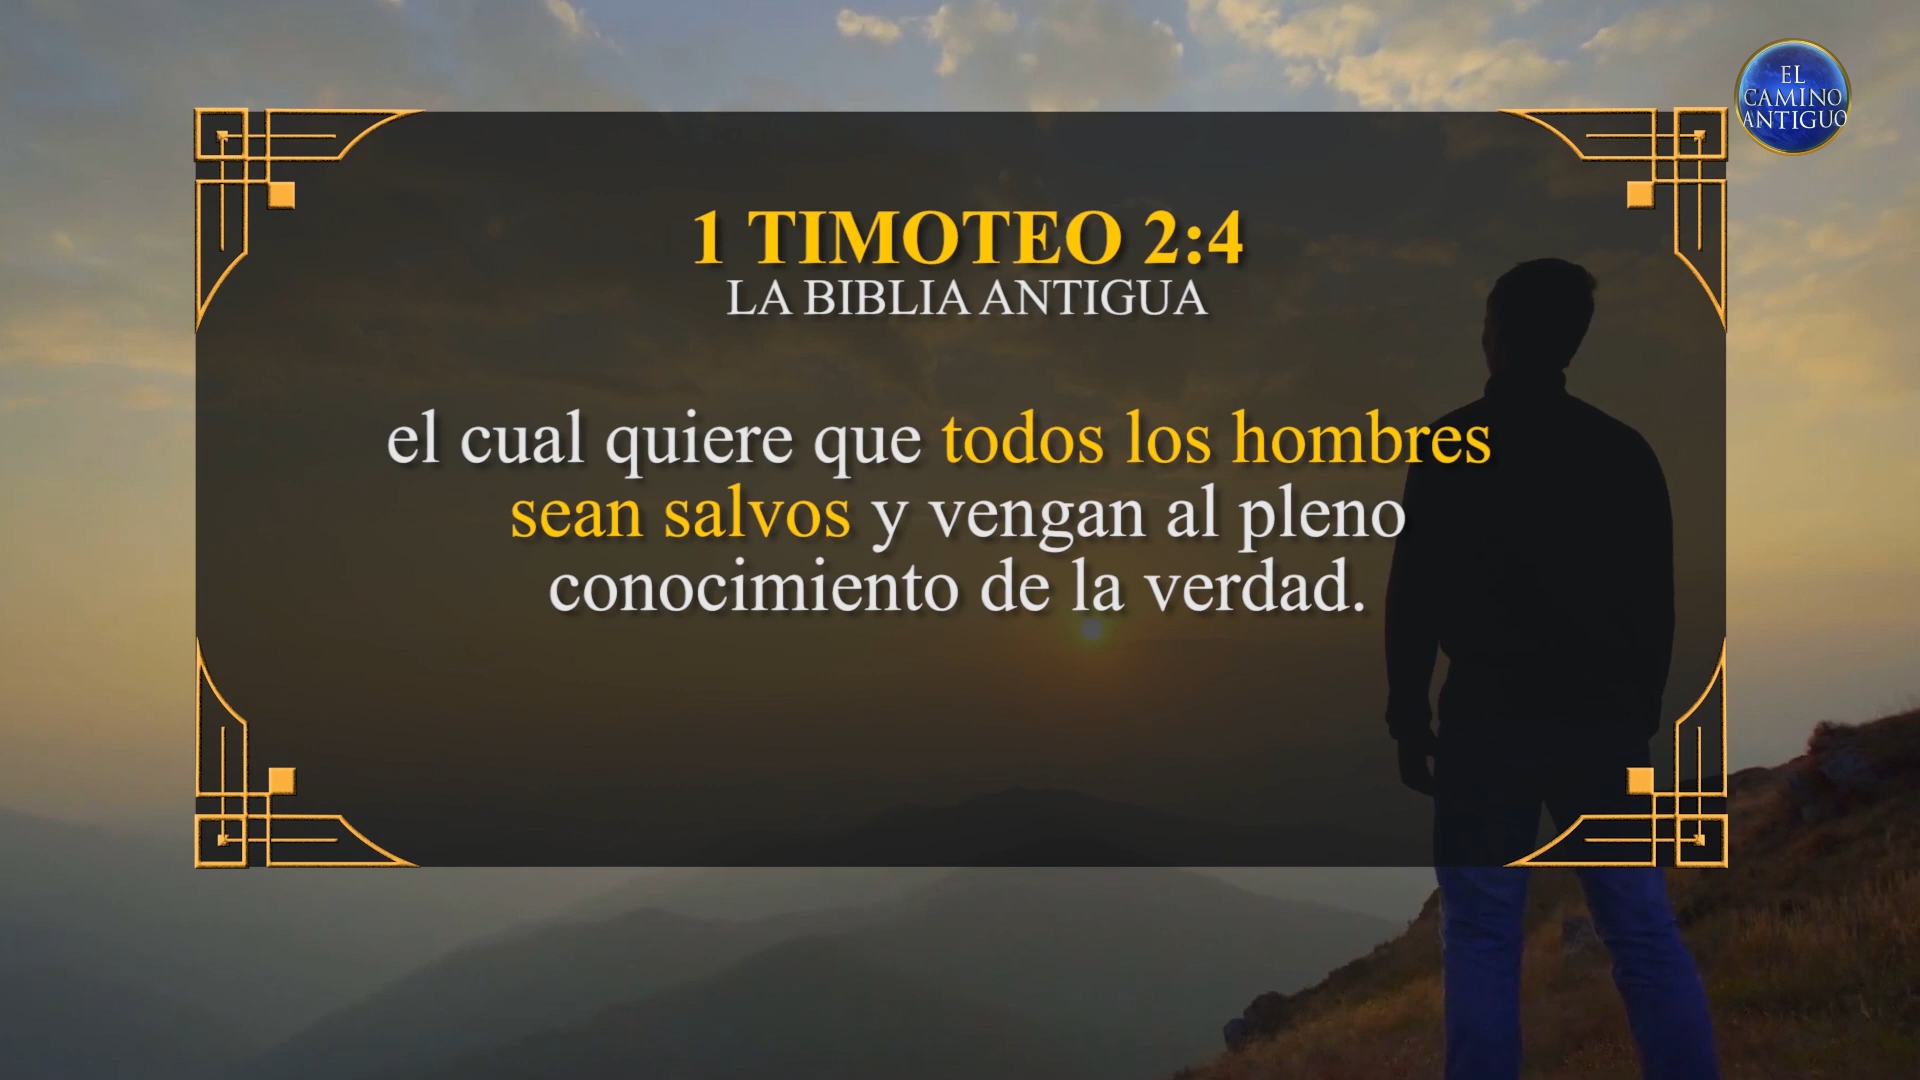 EL
CAMINO
ANTIGUO
1 TIMOTEO 2:4
LA BIBLIA ANTIGUA
el cual quiere que todos los hombres
sean salvos y vengan al pleno
conocimiento de la verdad.